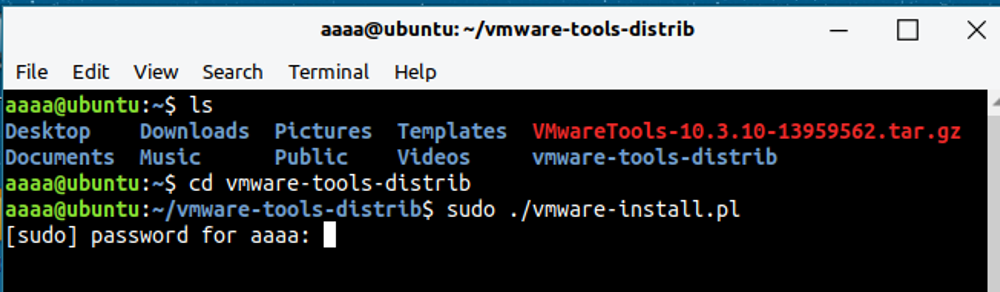 aaaa@ubuntu: ~/vmware-tools-distrib
File Edit View Search Terminal Help
aaaa@ubuntu:~$ ls
Desktop Downloads Pictures Templates VMwareTools-10.3.10-13959562.tar.gz
Documents Music Public Videos vmware-tools-distrib
aaaa@ubuntu:~$ cd vmware-tools-distrib
aaaa@ubuntu:~/vmware-tools-distrib$ sudo ./vmware-install.pl
[sudo] password for aaaa: